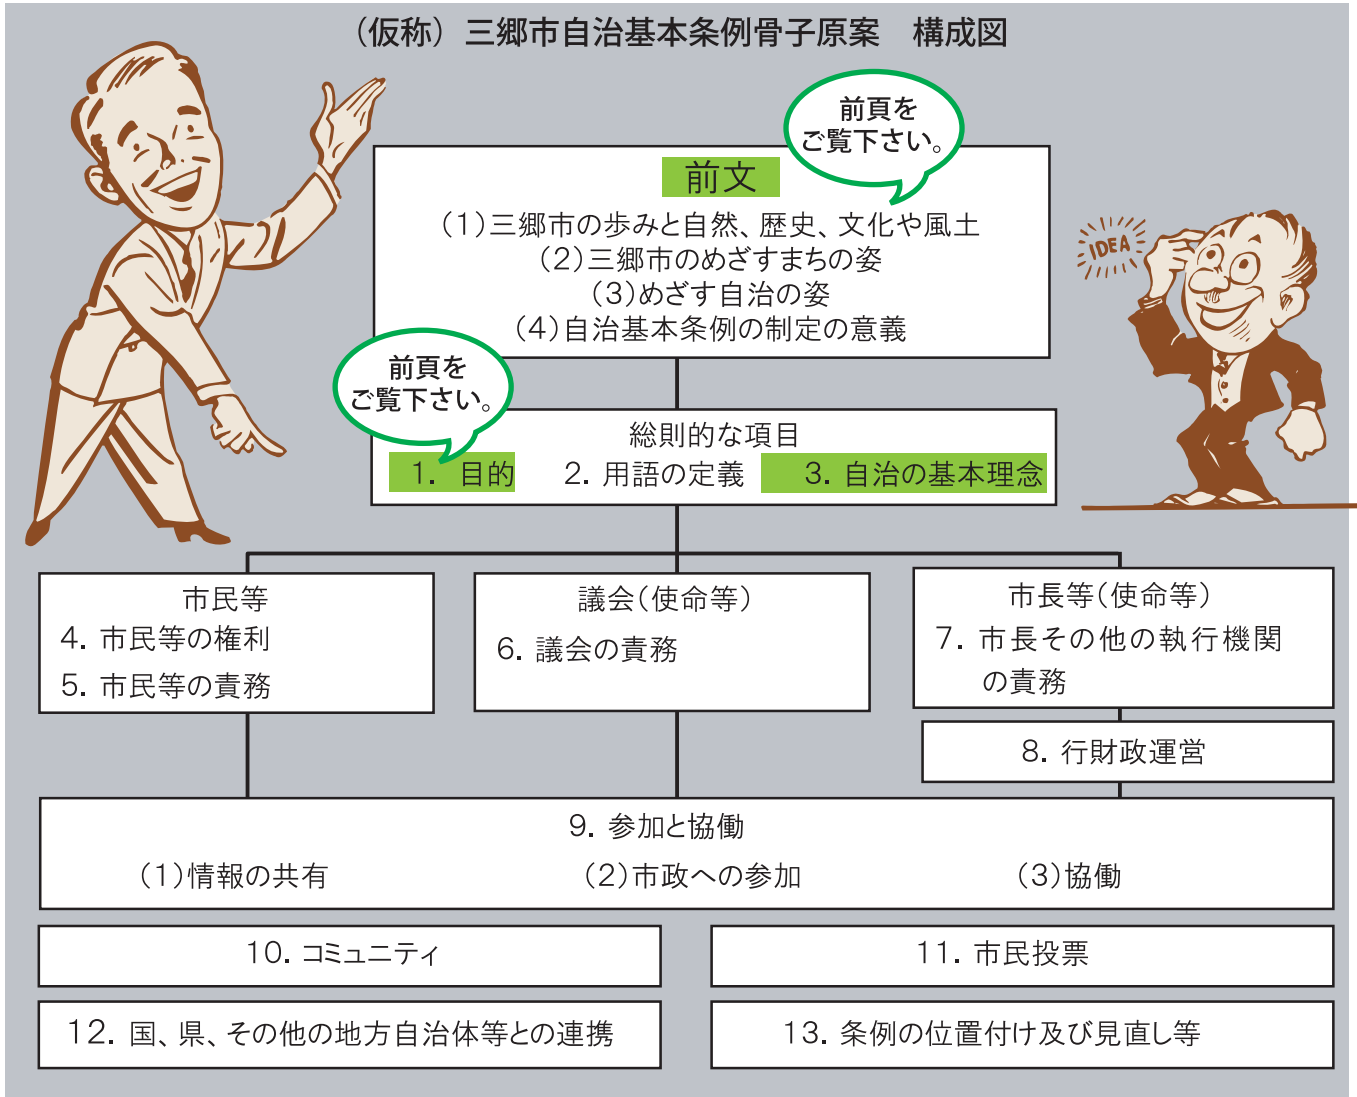 （仮称）三郷市自治基本条例骨子原案　構成図
前頁を
ご覧下さい。
前文
（1）三郷市の歩みと自然、歴史、文化や風土
（2）三郷市のめざすまちの姿
（3）めざす自治の姿
（4）自治基本条例の制定の意義
IDEA
前頁を
ご覧下さい。
総則的な項目
1．目的　2．用語の定義　3．自治の基本理念
市民等
4．市民等の権利
5．市民等の責務
議会（使命等）
6．議会の責務
市長等（使命等）
7．市長その他の執行機関
の責務
8．行財政運営
9．参加と協働
（1）情報の共有　（2）市政への参加　（3）協働
10．コミュニティ
11．市民投票
12．国、県、その他の地方自治体等との連携
13．条例の位置付け及び見直し等